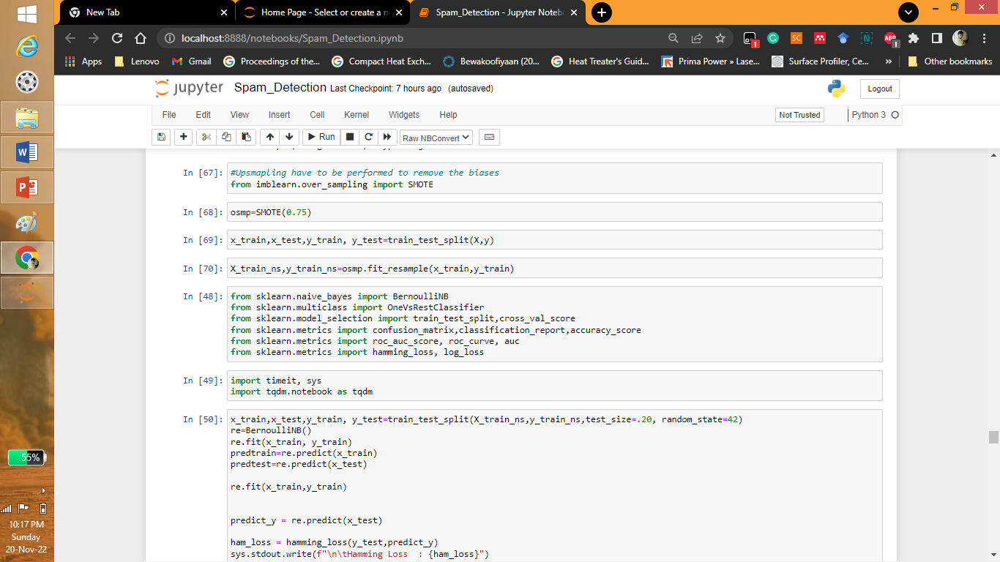 New Tab
Home Page - Select or create a n
Spam_Detection - Jupyter Noteb
localhost:8888/notebooks/Spam_Detection.ipynb
SC
ABP
1
1
Apps
Lenovo
Gmail
Proceedings of the...
Compact Heat Exch...
Bewakoofiyaan (20...
Heat Treater's Guid...
Prima Power » Lase...
Surface Profiler, Ce...
»
Other bookmarks
jupyter
Spam_Detection Last Checkpoint: 7 hours ago (autosaved)
Logout
File Edit View Insert Cell Kernel Widgets Help
Not Trusted
Python 3
Run
Raw NBConvert
In [67]: #Upsmapling have to be performed to remove the biases
from imblearn.over_sampling import SMOTE
In [68]: osmp=SMOTE(0.75)
In [69]: x_train,x_test,y_train, y_test=train_test_split(X,y)
In [70]: X_train_ns,y_train_ns=osmp.fit_resample(x_train,y_train)
In [48]: from sklearn.naive_bayes import BernoulliNB
from sklearn.multiclass import OneVsRestClassifier
from sklearn.model_selection import train_test_split,cross_val_score
from sklearn.metrics import confusion_matrix,classification_report,accuracy_score
from sklearn.metrics import roc_auc_score, roc_curve, auc
from sklearn.metrics import hamming_loss, log_loss
In [49]: import timeit, sys
import tqdm.notebook as tqdm
In [50]: x_train,x_test,y_train, y_test=train_test_split(X_train_ns,y_train_ns,test_size=.20, random_state=42)
re=BernoulliNB()
re.fit(x_train, y_train)
predtrain=re.predict(x_train)
predtest=re.predict(x_test)
re.fit(x_train,y_train)
predict_y = re.predict(x_test)
ham_loss = hamming_loss(y_test,predict_y)
sys.stdout.write(f"\n\tHamming Loss  : {ham_loss}")
55%
10:17 PM
Sunday
20-Nov-22